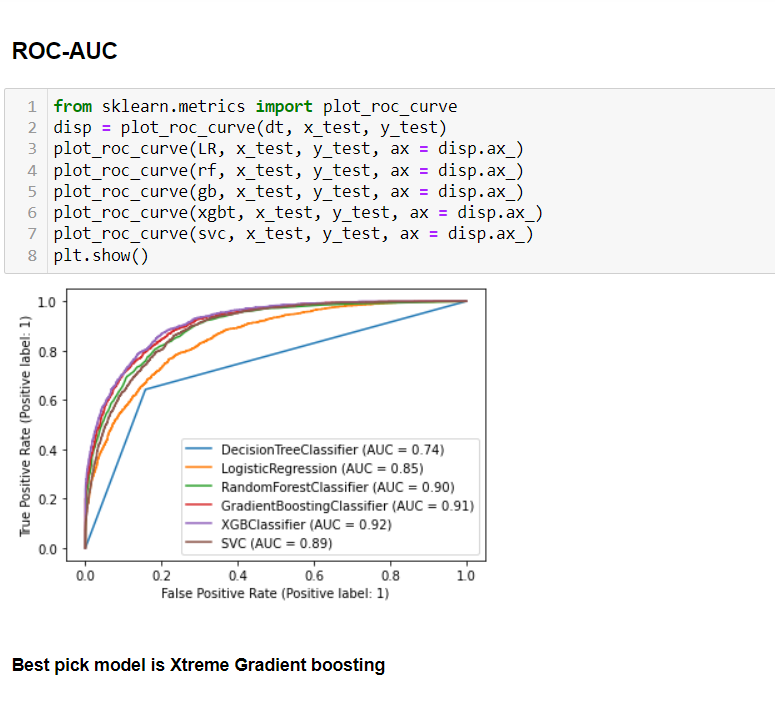 ROC-AUC
1 from sklearn.metrics import plot_roc_curve
2 disp = plot_roc_curve(dt, x_test, y_test)
3 plot_roc_curve(LR, x_test, y_test, ax = disp.ax_)
4 plot_roc_curve(rf, x_test, y_test, ax = disp.ax_)
5 plot_roc_curve(gb, x_test, y_test, ax = disp.ax_)
6 plot_roc_curve(xgbt, x_test, y_test, ax = disp.ax_)
7 plot_roc_curve(svc, x_test, y_test, ax = disp.ax_)
8 plt.show()
True Positive Rate (Positive label: 1)
1.0
0.8
0.6
0.4
0.2
0.0
DecisionTreeClassifier (AUC = 0.74)
LogisticRegression (AUC = 0.85)
RandomForestClassifier (AUC = 0.90)
GradientBoostingClassifier (AUC = 0.91)
XGBClassifier (AUC = 0.92)
SVC (AUC = 0.89)
0.0 0.2 0.4 0.6 0.8 1.0
False Positive Rate (Positive label: 1)
Best pick model is Xtreme Gradient boosting